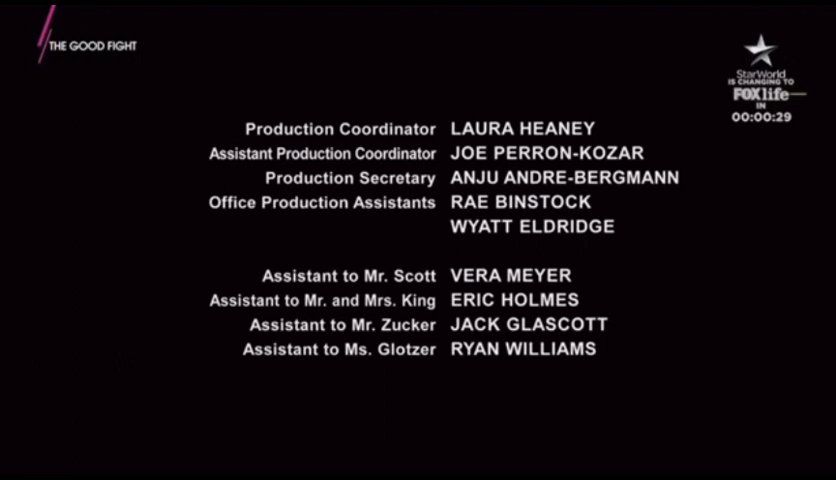 THE GOOD FIGHT
StarWorld
IS CHANGING TO
FOXlife
IN
00:00:29
Production Coordinator LAURA HEANEY
Assistant Production Coordinator JOE PERRON-KOZAR
Production Secretary ANJU ANDRE-BERGMANN
Office Production Assistants RAE BINSTOCK
WYATT ELDRIDGE
Assistant to Mr. Scott VERA MEYER
Assistant to Mr. and Mrs. King ERIC HOLMES
Assistant to Mr. Zucker JACK GLASCOTT
Assistant to Ms. Glotzer RYAN WILLIAMS